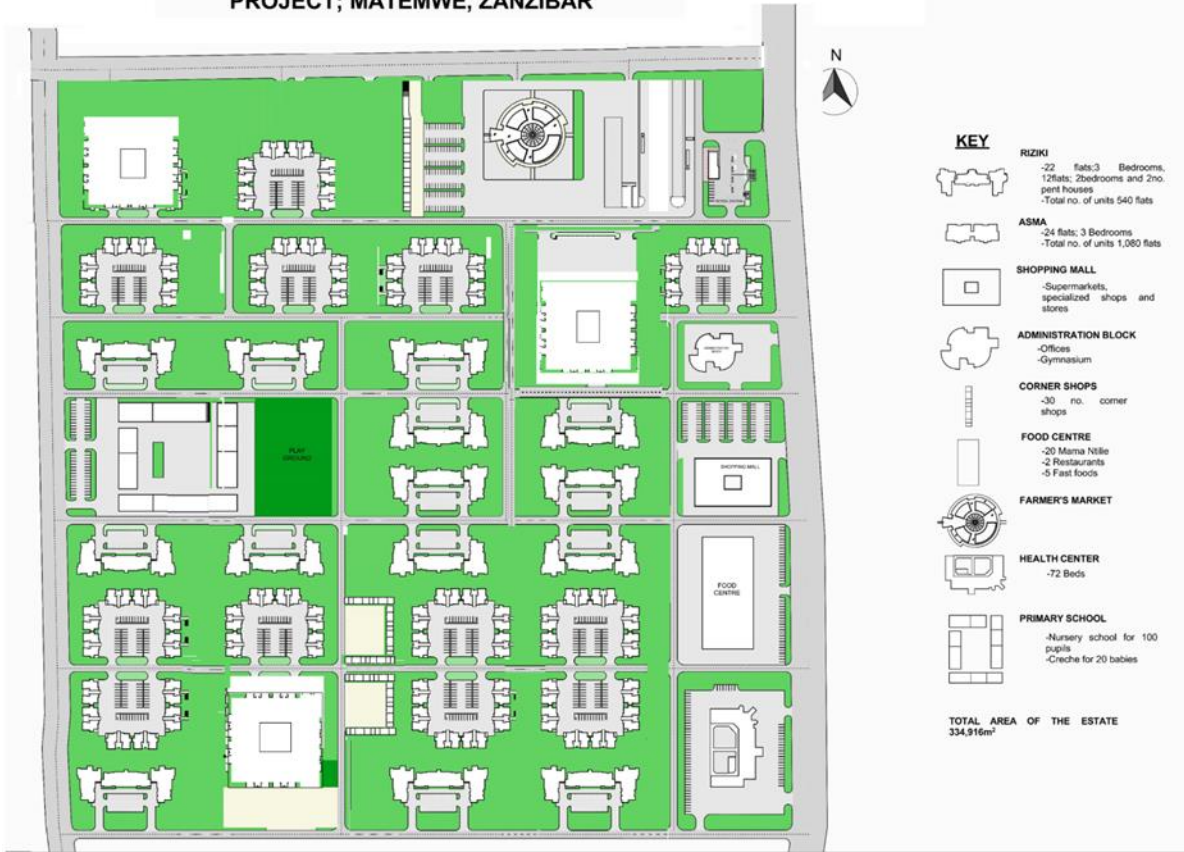 PROJECT; MATEMWE, ZANZIBAR
N
KEY
RIZIKI
-22 flats;3 Bedrooms,
12flats; 2bedrooms and 2no.
pent houses
-Total no. of units 540 flats
ASMA
-24 flats; 3 Bedrooms
-Total no. of units 1,080 flats
SHOPPING MALL
-Supermarkets,
specialized shops and
stores
ADMINISTRATION BLOCK
-Offices
-Gymnasium
CORNER SHOPS
-30 no. corner
shops
FOOD CENTRE
-20 Mama Ntilie
-2 Restaurants
-5 Fast foods
FARMER'S MARKET
HEALTH CENTER
-72 Beds
PRIMARY SCHOOL
-Nursery school for 100
pupils
-Creche for 20 babies
TOTAL AREA OF THE ESTATE
334,916m²
PLAY
GROUND
SHOPPING MALL
FOOD
CENTRE